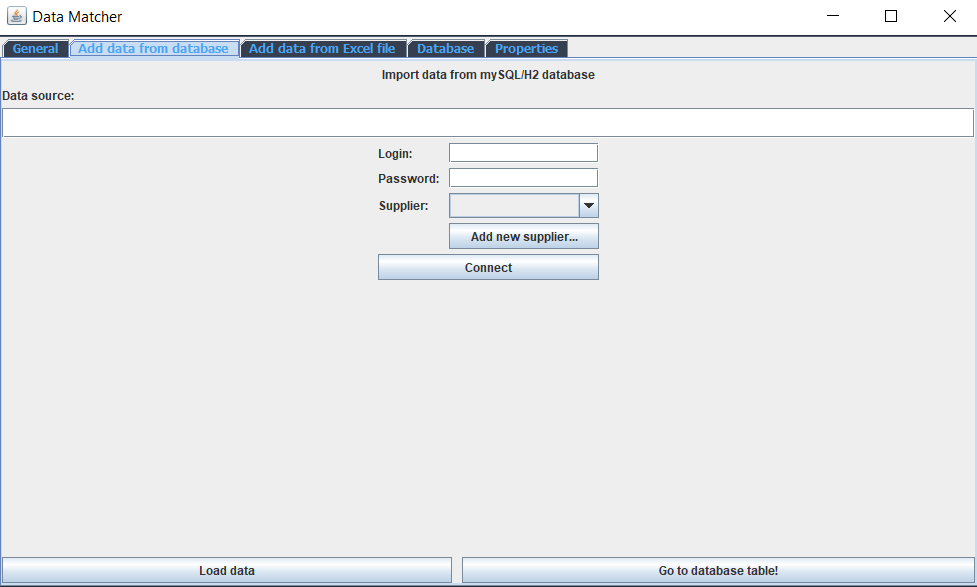 Data Matcher
General Add data from database Add data from Excel file Database Properties
Import data from mySQL/H2 database
Data source:
Login:
Password:
Supplier:
Add new supplier...
Connect
Load data Go to database table!